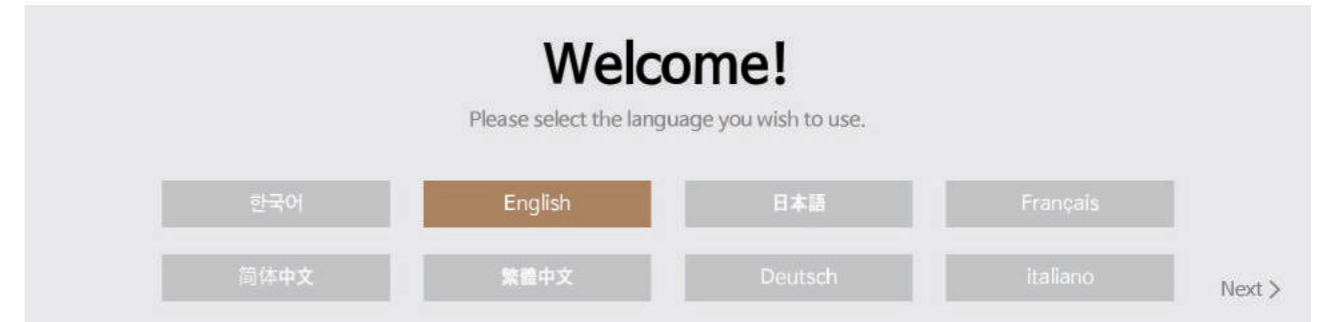 Welcome!
Please select the language you wish to use.
한국어 English 日本語 Français
简体中文 繁體中文 Deutsch italiano
Next >